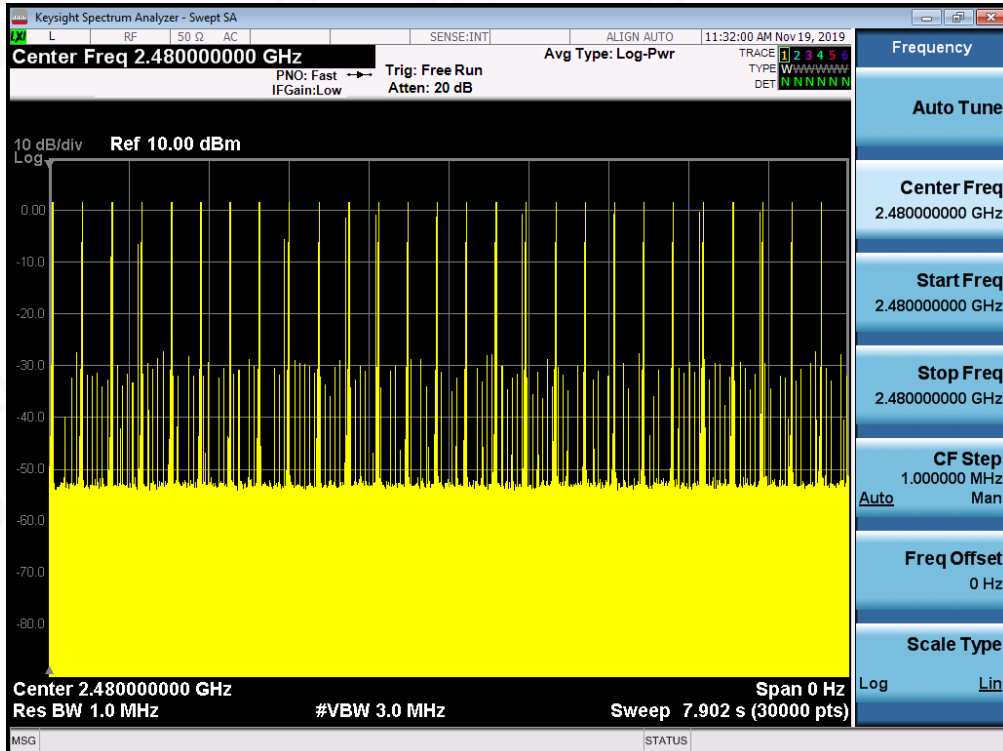 Keysight Spectrum Analyzer - Swept SA
LXI L RF 50 Ω AC SENSE:INT ALIGN AUTO 11:32:00 AM Nov 19, 2019
Center Freq 2.480000000 GHz
PNO: Fast
IFGain:Low
Trig: Free Run
Atten: 20 dB
Avg Type: Log-Pwr
TRACE 1 2 3 4 5 6
TYPE WWWWWW
DET N N N N N N
10 dB/div Ref 10.00 dBm
Log
0.00
-10.0
-20.0
-30.0
-40.0
-50.0
-60.0
-70.0
-80.0
Center 2.480000000 GHz Span 0 Hz
Res BW 1.0 MHz #VBW 3.0 MHz Sweep 7.902 s (30000 pts)
MSG STATUS
Frequency
Auto Tune
Center Freq
2.480000000 GHz
Start Freq
2.480000000 GHz
Stop Freq
2.480000000 GHz
CF Step
1.000000 MHz
Auto Man
Freq Offset
0 Hz
Scale Type
Log Lin